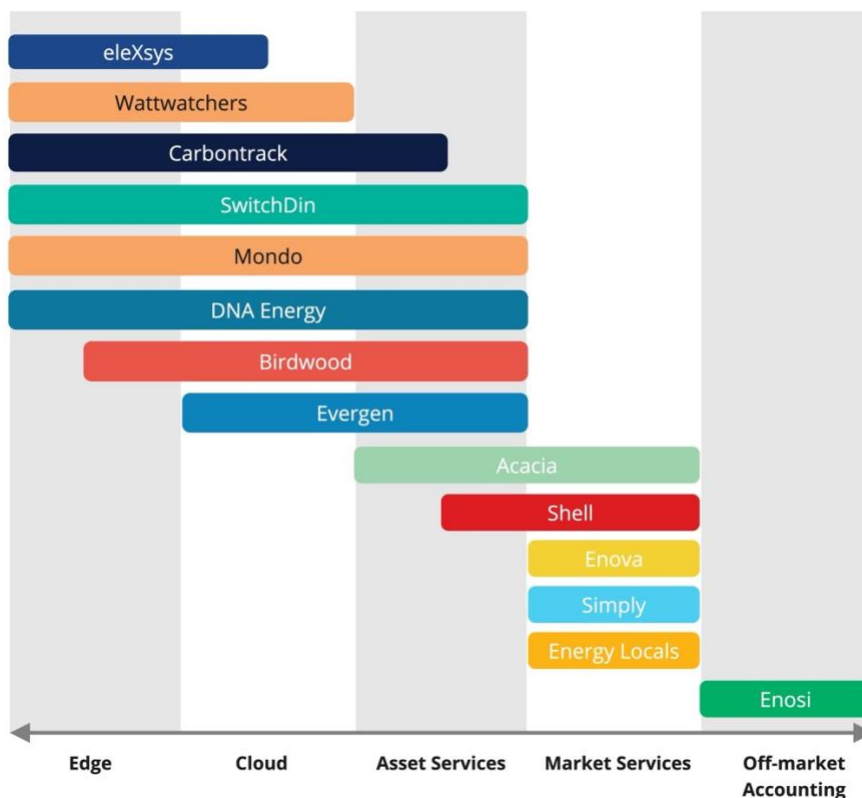 eleXsys
Wattwatchers
Carbontrack
SwitchDin
Mondo
DNA Energy
Birdwood
Evergen
Acacia
Shell
Enova
Simply
Energy Locals
Enosi
Edge
Cloud
Asset Services
Market Services
Off-market
Accounting